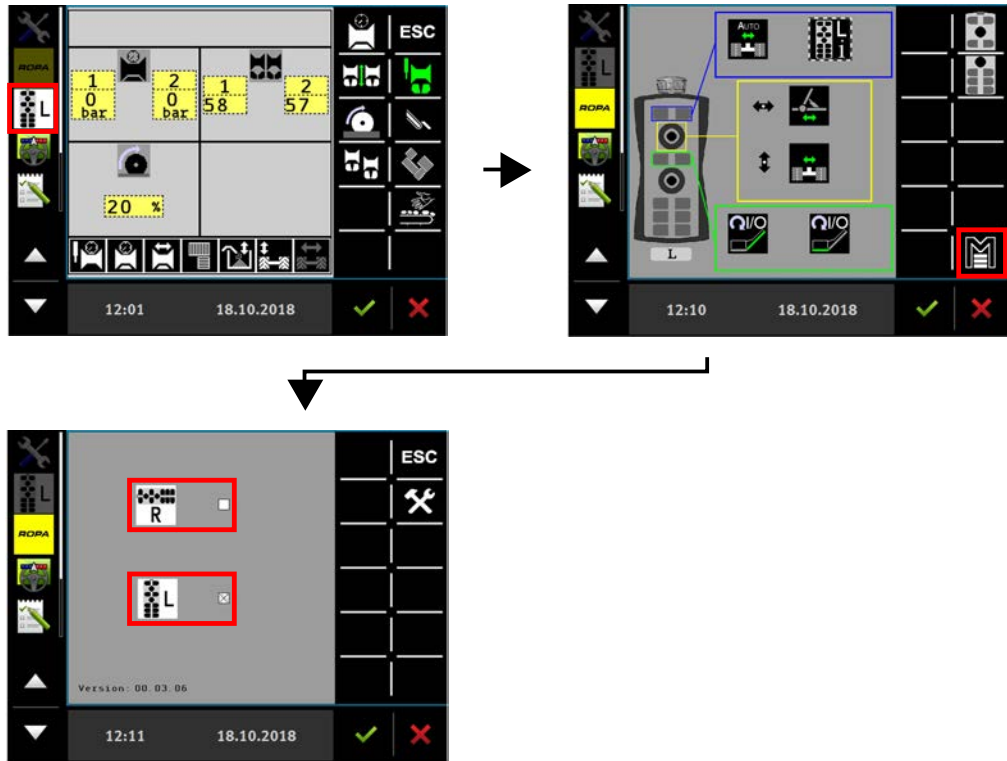 ESC
ROPA
1
0
bar
2
0
bar
1
58
2
57
L
20 %
12:01
18.10.2018
AUTO
L
i
L
ROPA
I/O
I/O
L
M
12:10
18.10.2018
ESC
R
L
ROPA
L
Version: 00.03.06
12:11
18.10.2018